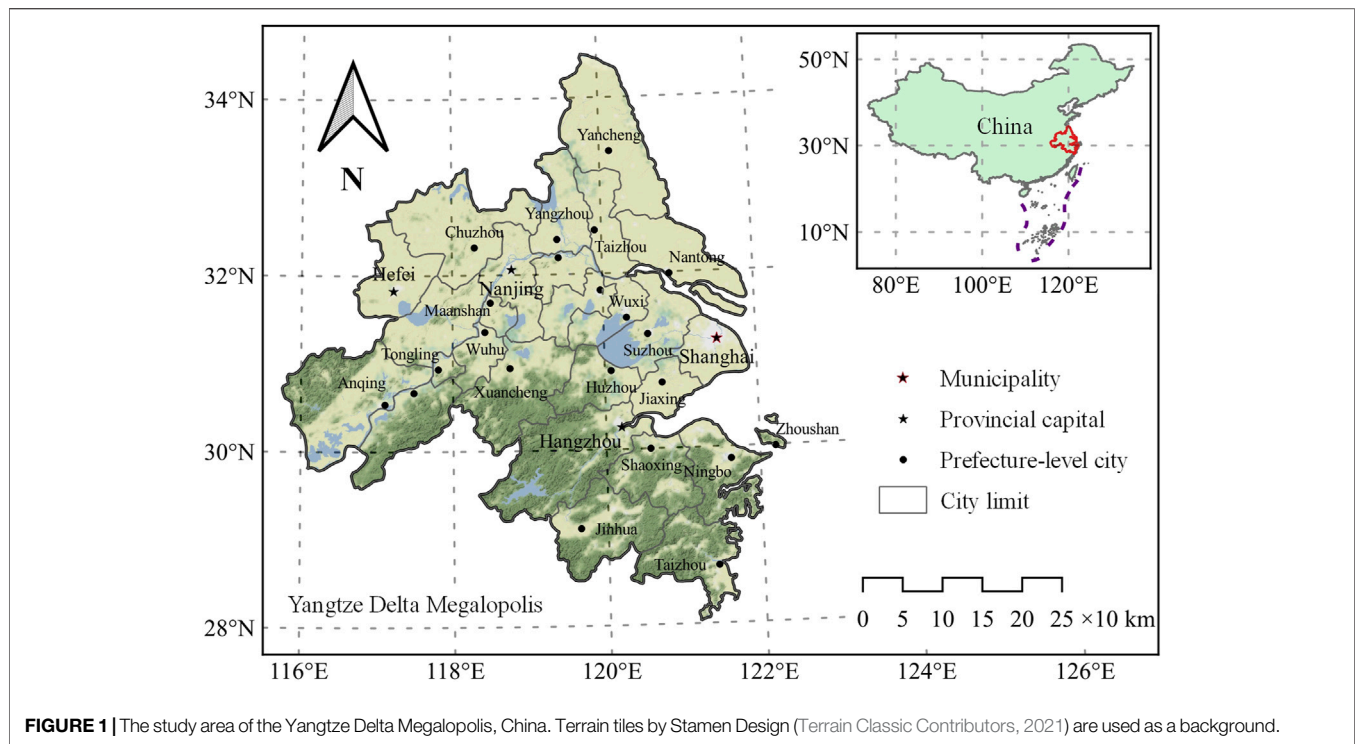 34°N
32°N
30°N
28°N
116°E
118°E
120°E
122°E
124°E
126°E
N
Yancheng
Yangzhou
Chuzhou
Taizhou
Nantong
Hefei
Nanjing
Maanshan
Wuxi
Wuhu
Suzhou
Shanghai
Tongling
Anqing
Xuancheng
Huzhou
Jiaxing
Zhoushan
Hangzhou
Shaoxing
Ningbo
Jinhua
Taizhou
Yangtze Delta Megalopolis
50°N
30°N
10°N
China
80°E
100°E
120°E
Municipality
Provincial capital
Prefecture-level city
City limit
0 5 10 15 20 25 ×10 km
FIGURE 1 | The study area of the Yangtze Delta Megalopolis, China. Terrain tiles by Stamen Design (Terrain Classic Contributors, 2021) are used as a background.